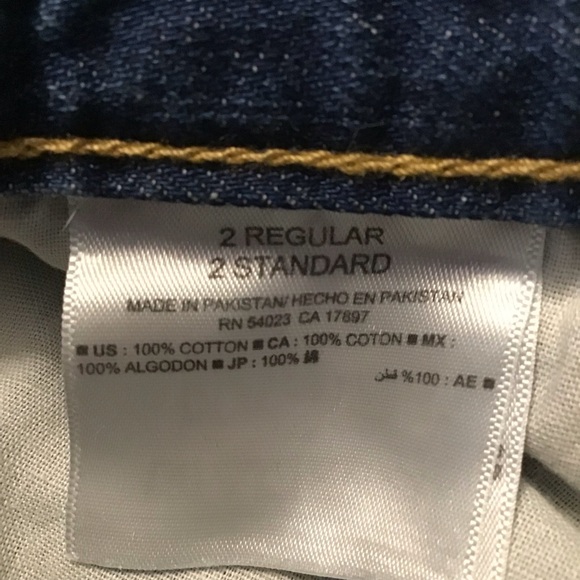 2 REGULAR
2 STANDARD
MADE IN PAKISTAN/ HECHO EN PAKISTAN
RN 54023 CA 17897
■ US : 100% COTTON ■ CA : 100% COTON ■ MX :
100% ALGODON ■ JP : 100% 綿
■ AE : 100% قطن